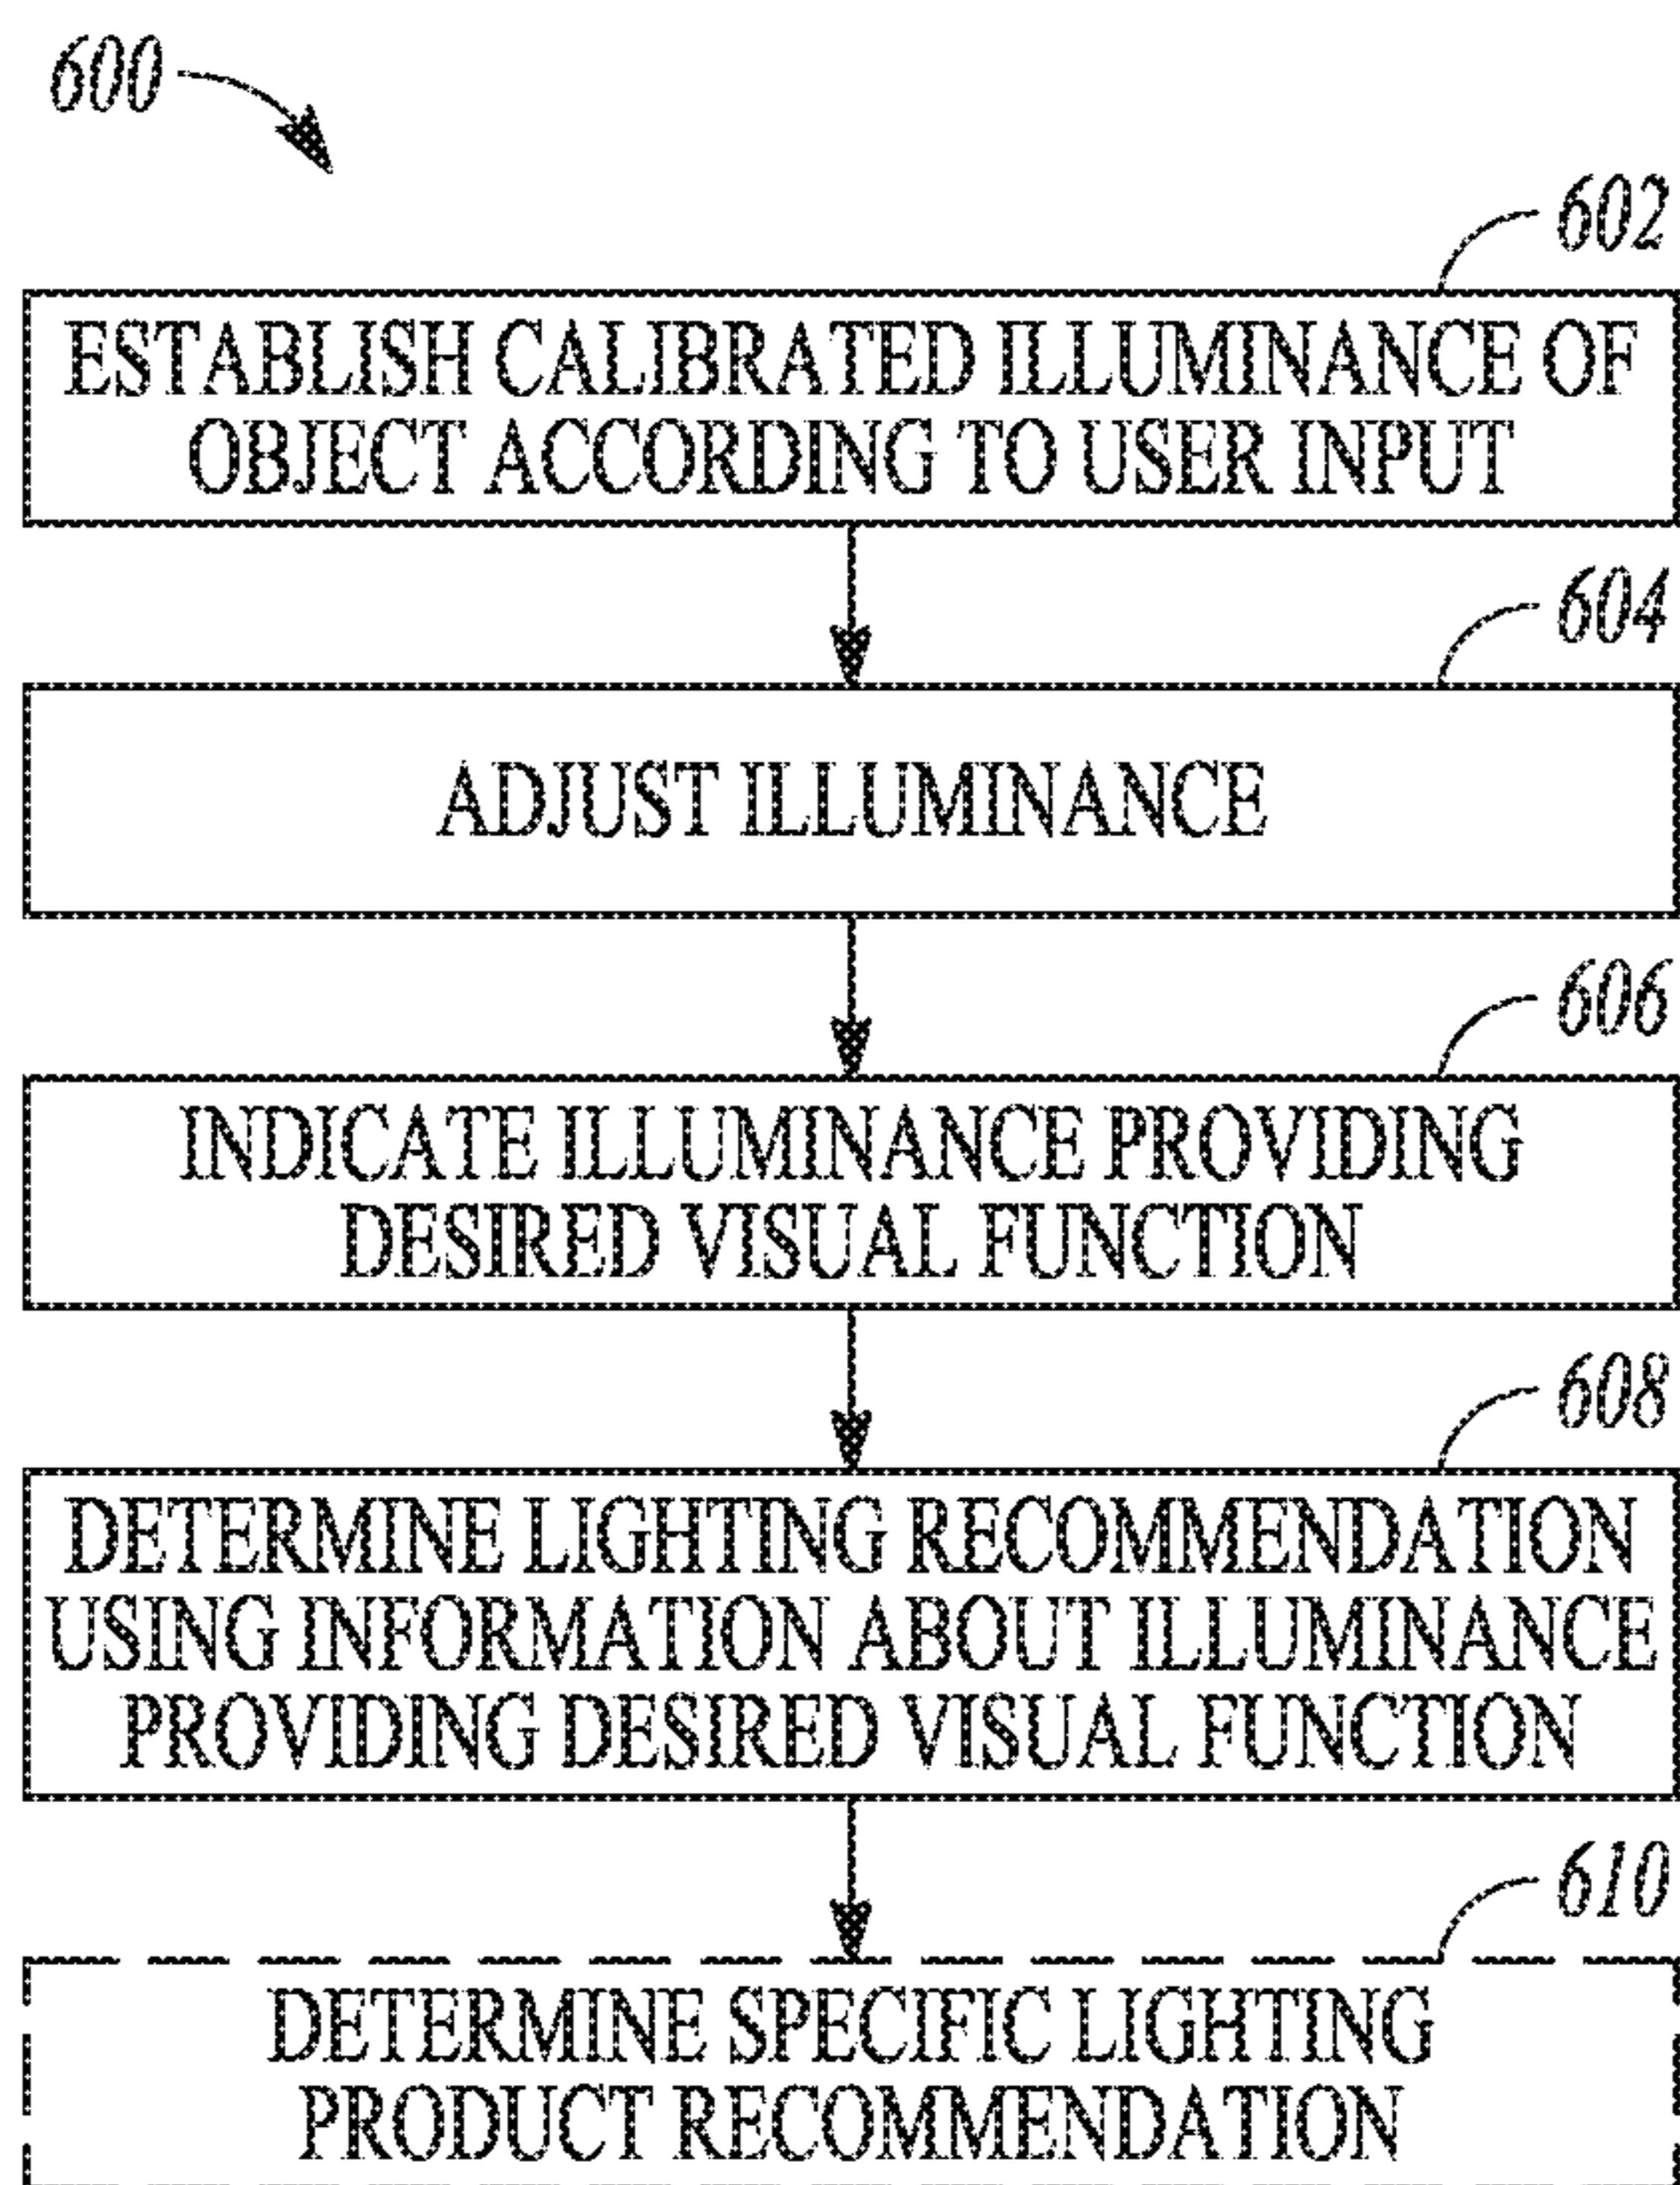 600
602
ESTABLISH CALIBRATED ILLUMINANCE OF
OBJECT ACCORDING TO USER INPUT
604
ADJUST ILLUMINANCE
606
INDICATE ILLUMINANCE PROVIDING
DESIRED VISUAL FUNCTION
608
DETERMINE LIGHTING RECOMMENDATION
USING INFORMATION ABOUT ILLUMINANCE
PROVIDING DESIRED VISUAL FUNCTION
610
DETERMINE SPECIFIC LIGHTING
PRODUCT RECOMMENDATION